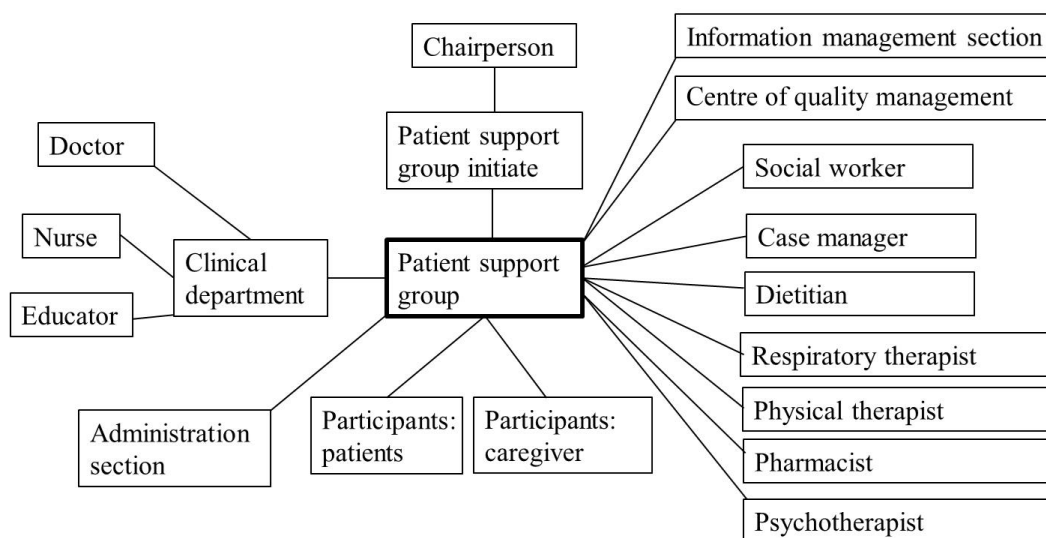 Chairperson
Patient support
group initiate
Patient support
group
Doctor
Nurse
Educator
Clinical
department
Administration
section
Participants:
patients
Participants:
caregiver
Information management section
Centre of quality management
Social worker
Case manager
Dietitian
Respiratory therapist
Physical therapist
Pharmacist
Psychotherapist